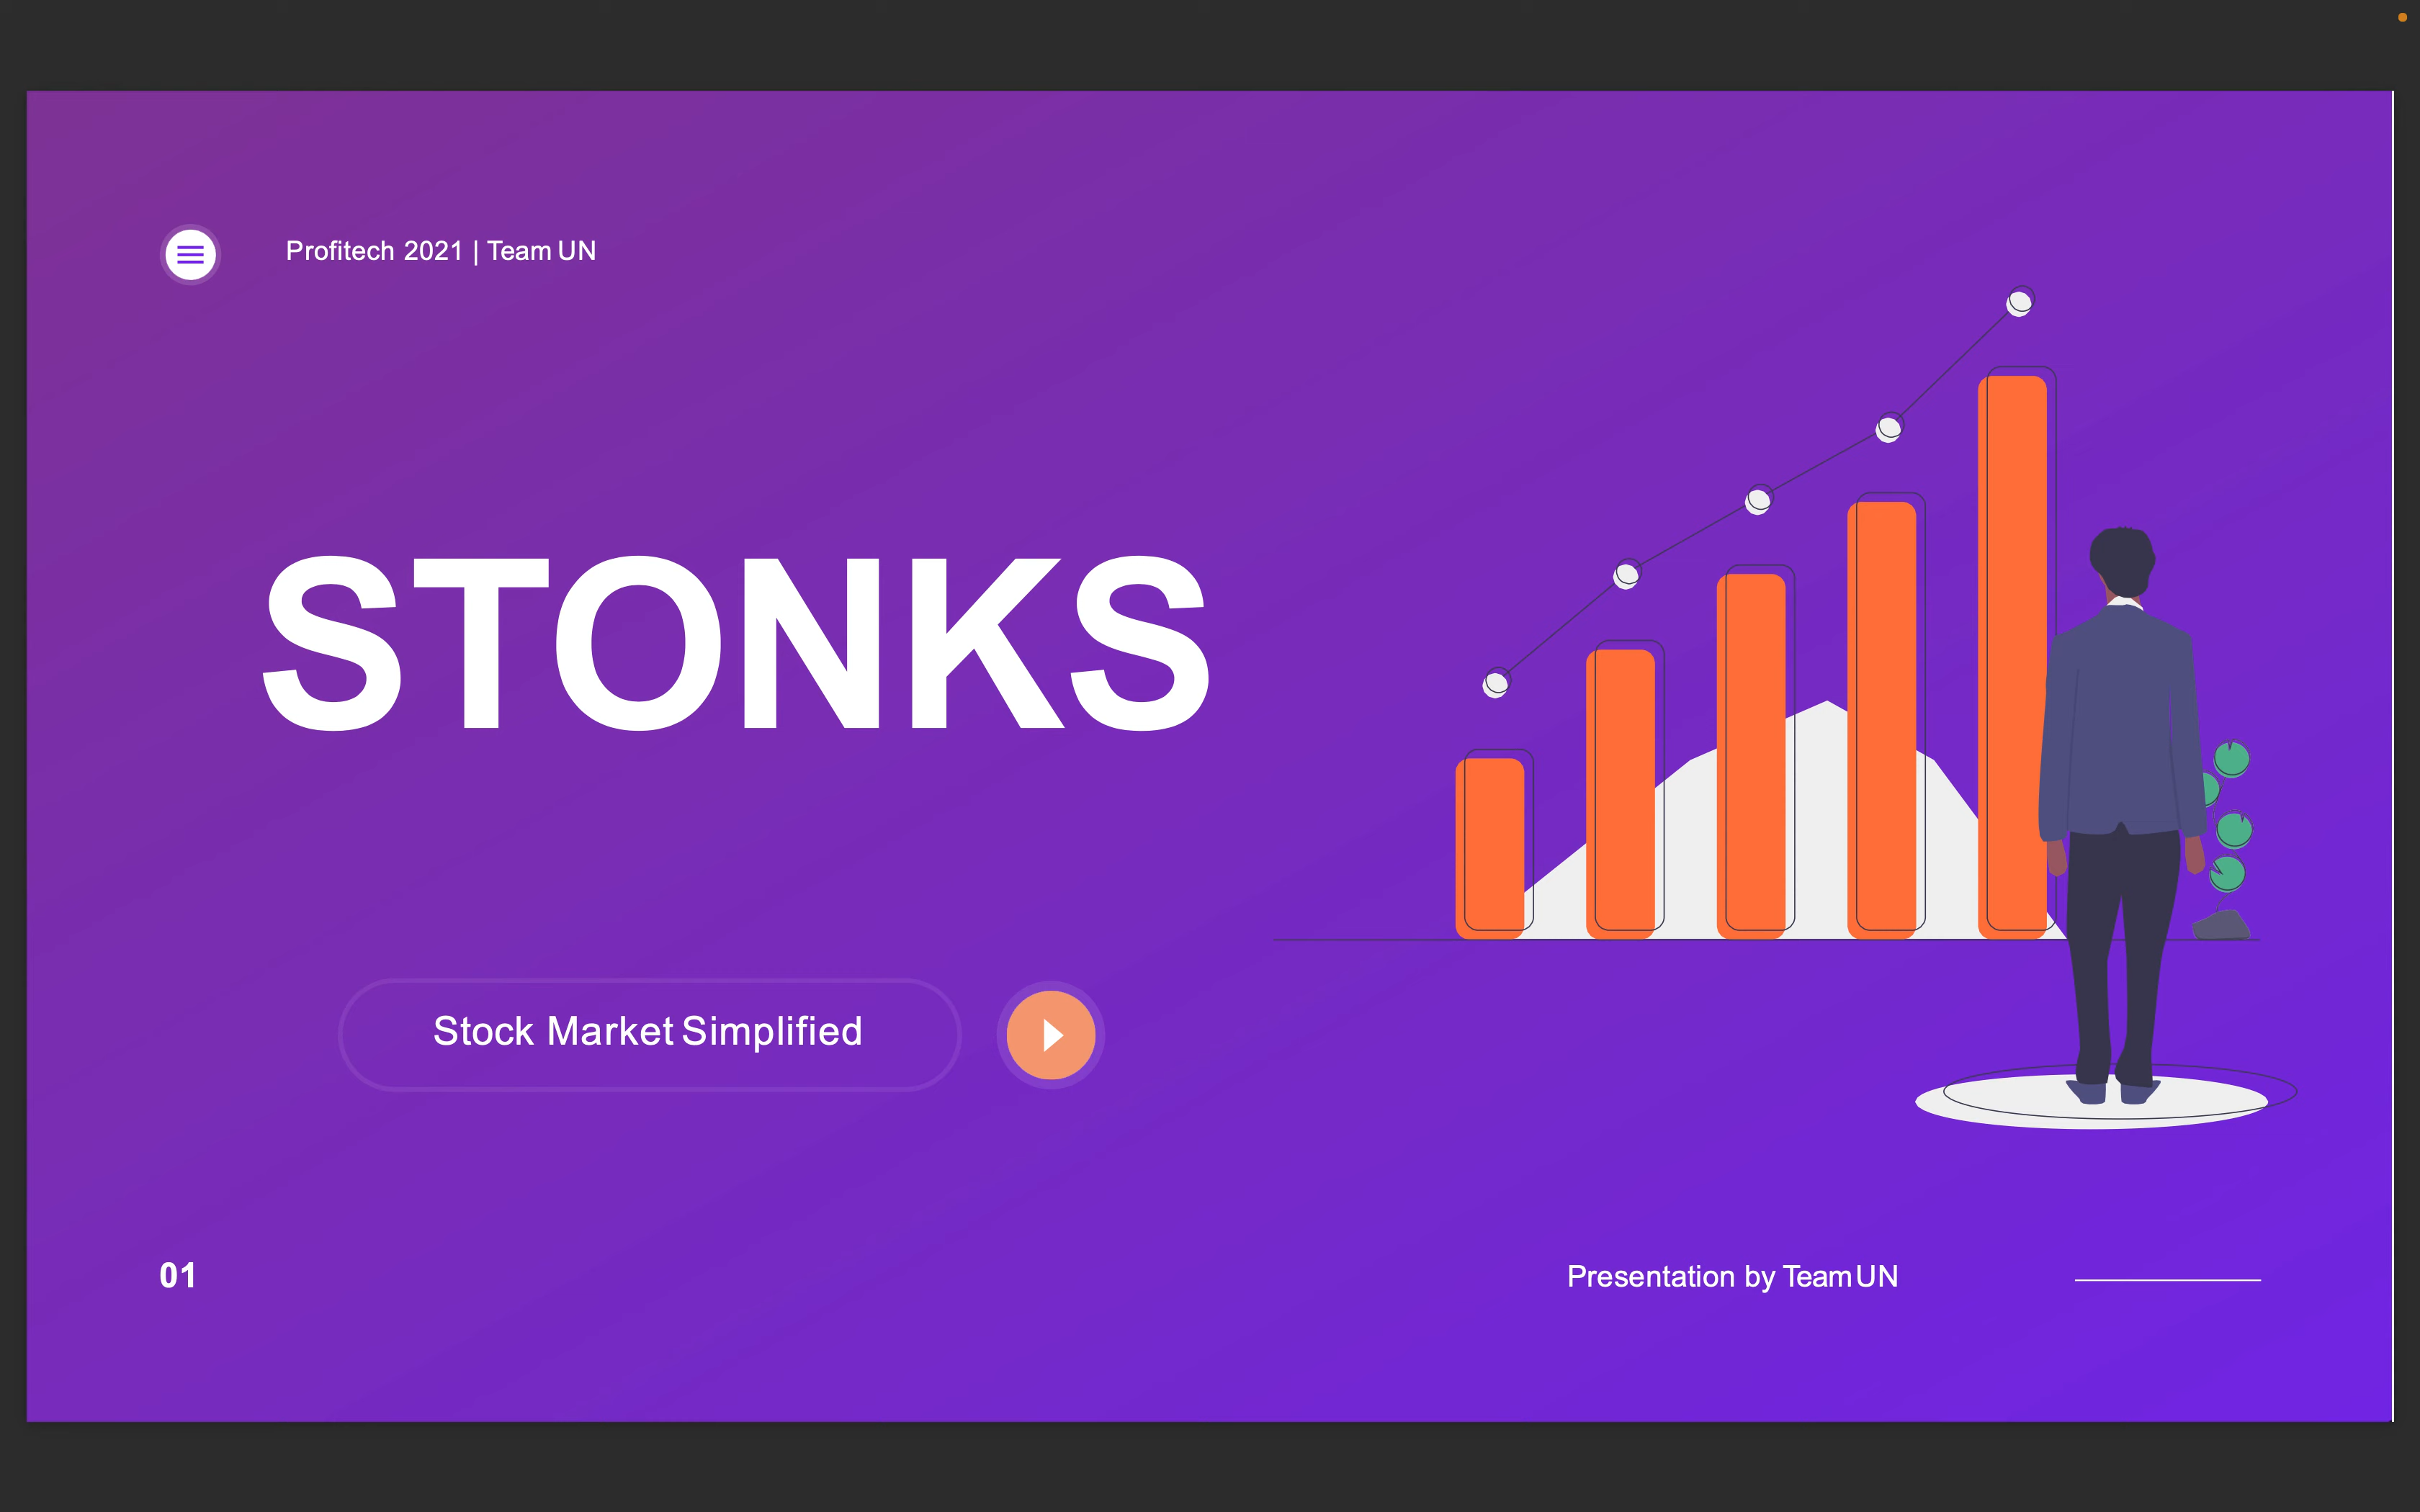 Profitech 2021 | Team UN
STONKS
Stock Market Simplified
01
Presentation by Team UN